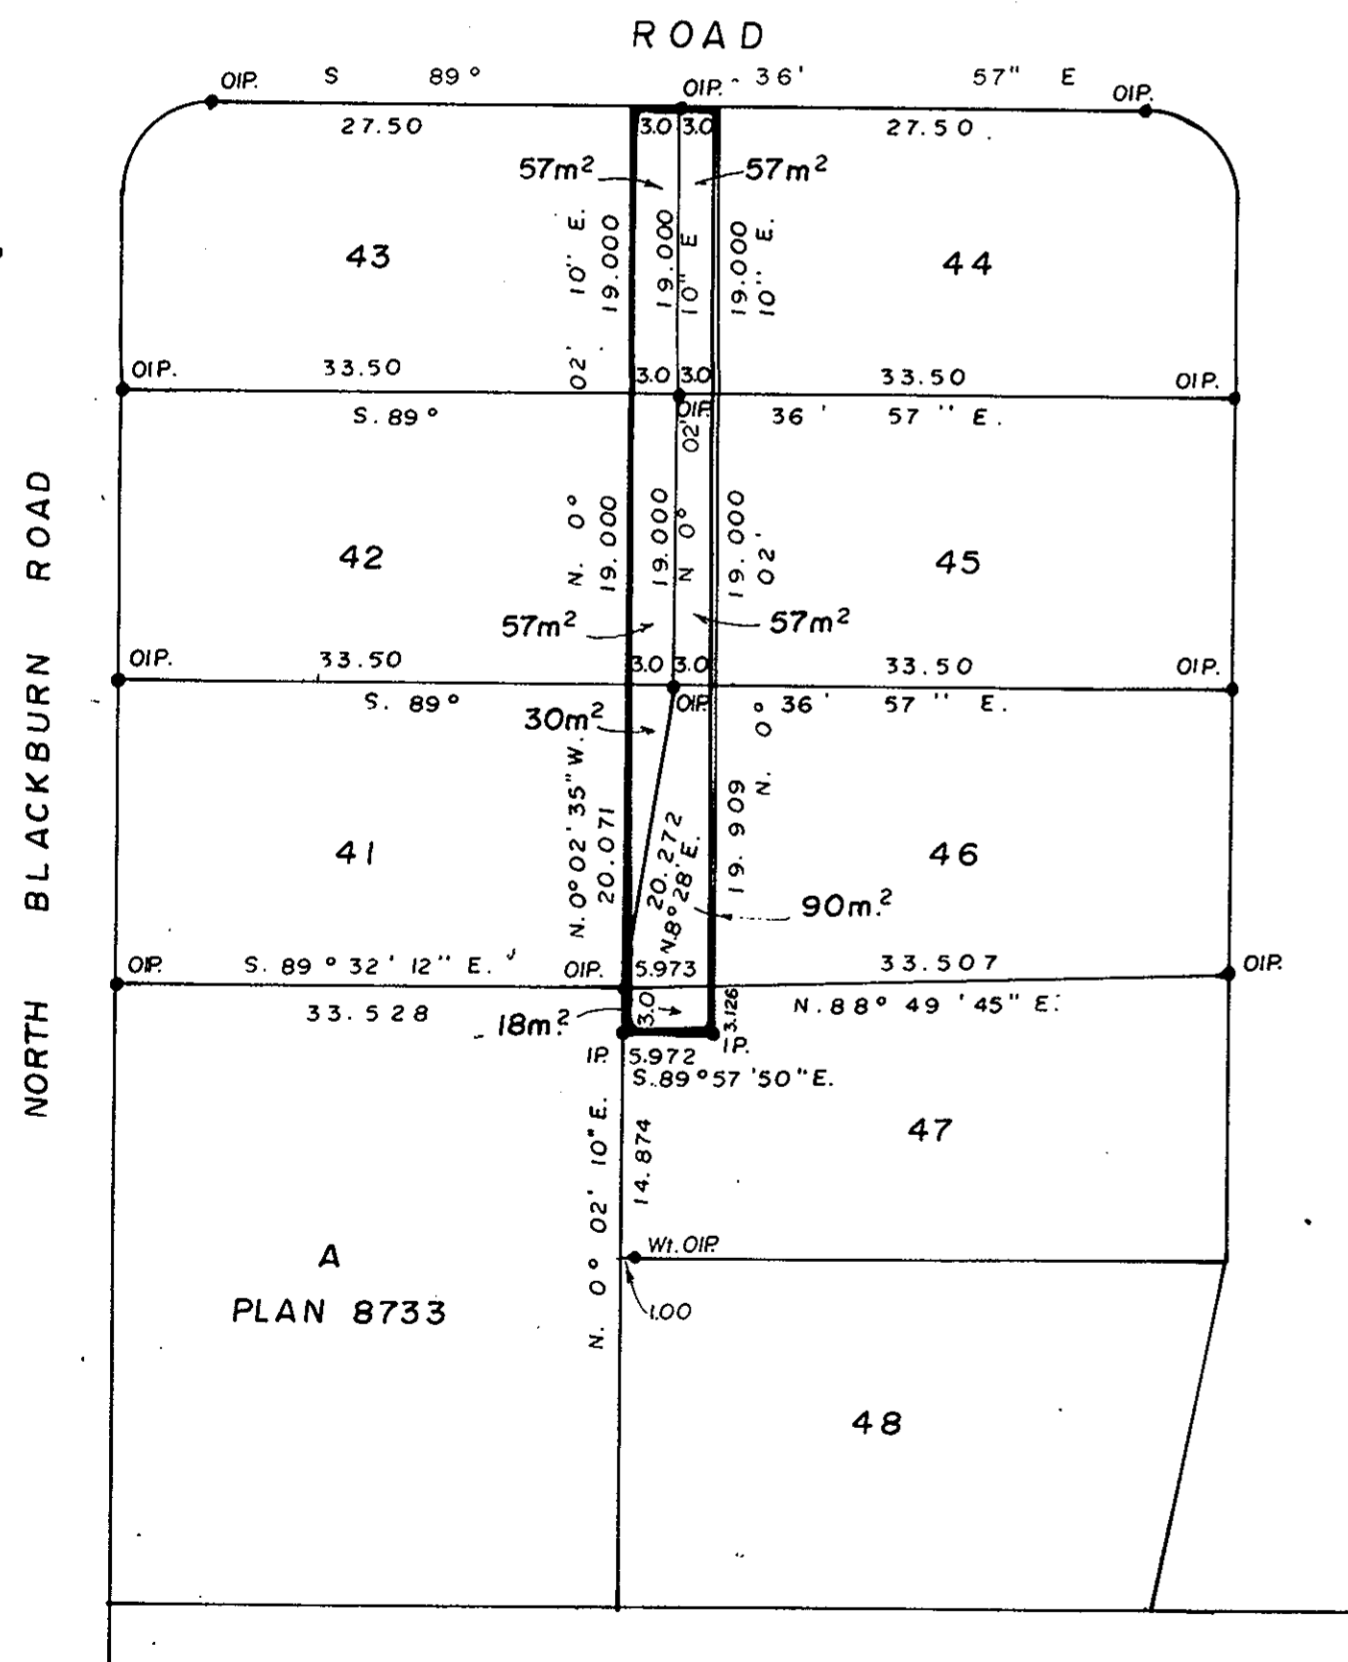 ROAD
OIP. S 89° OIP. 36' 57" E OIP.
27.50 3.0 3.0 27.50
57m² 57m²
N. 0° 02' 10" E.
19.000
19.000
N 0° 02' 10" E
19.000
N. 0° 02' 10" E.
43 44
OIP. 33.50 3.0 3.0 33.50 OIP.
S. 89° OIP. 36' 57" E.
42 45
19.000
19.000
19.000
57m² 57m²
OIP. 33.50 3.0 3.0 33.50 OIP.
S. 89° OIP. 36' 57" E.
30m²
N. 0° 02' 35" W.
20.071
20.272
N. 8° 28' E.
19.909
41 46
90m.²
OIP. S. 89° 32' 12" E. OIP. 5.973 33.507 OIP.
33.528 18m.² 3.0 3.126 N. 88° 49' 45" E.
IP. 5.972 IP.
S. 89° 57' 50" E.
NORTH BLACKBURN ROAD
47
N. 0° 02' 10" E.
14.874
Wt. OIP.
1.00
A
PLAN 8733
48